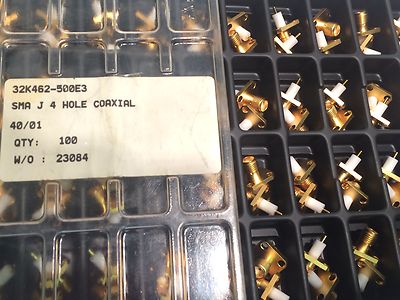 32K462-500E3
SMA J 4 HOLE COAXIAL
40/01
QTY: 100
W/O : 23084